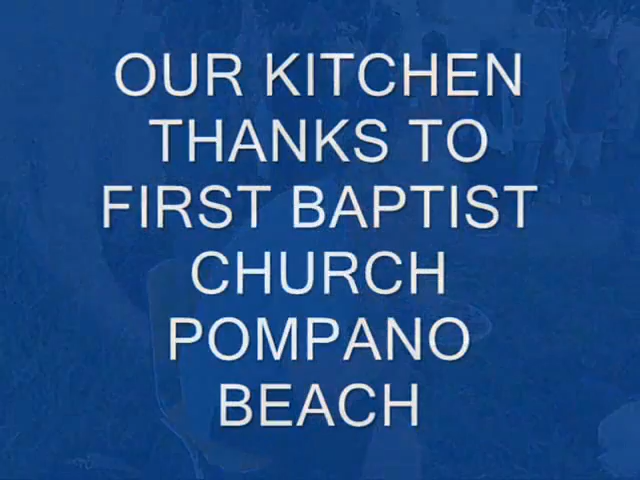 OUR KITCHEN
THANKS TO
FIRST BAPTIST
CHURCH
POMPANO
BEACH